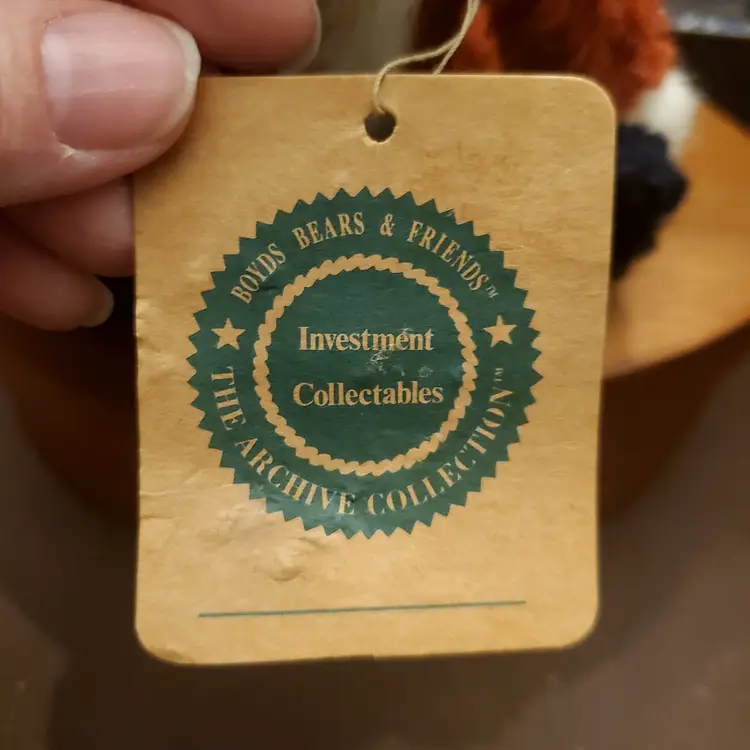 BOYDS BEARS & FRIENDS™
Investment
&
Collectables
THE ARCHIVE COLLECTION™